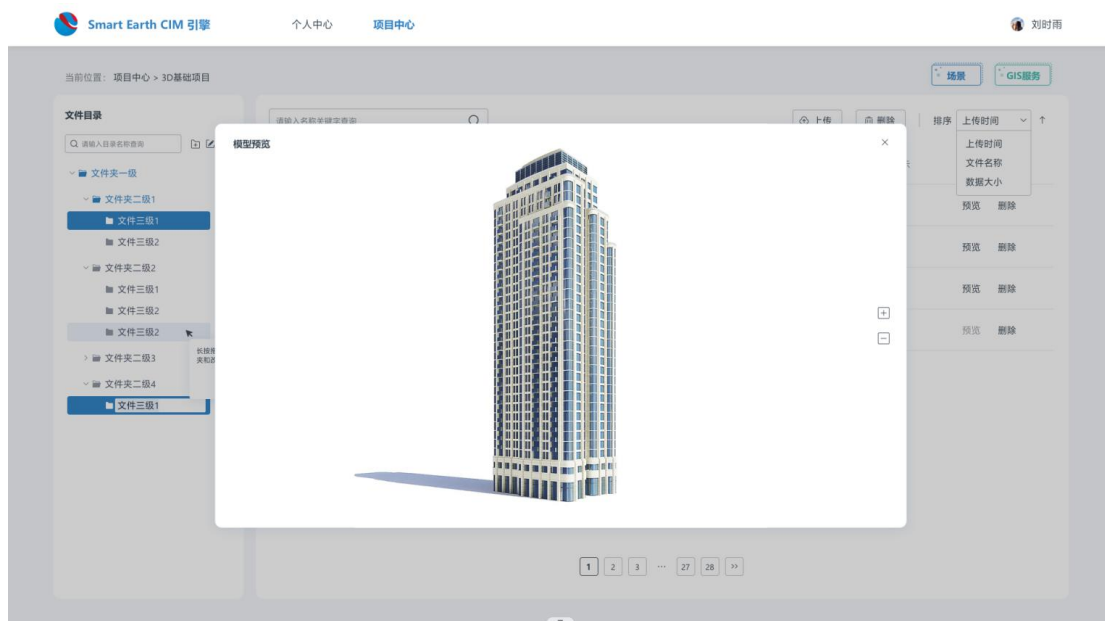 Smart Earth CIM 引擎
个人中心
项目中心
刘时雨
当前位置： 项目中心 > 3D基础项目
场景
GIS服务
文件目录
请输入名称关键字查询
上传
删除
排序
上传时间
请输入目录名称查询
模型预览
上传时间
文件名称
数据大小
文件夹一级
文件夹二级1
预览 删除
文件三级1
文件三级2
预览 删除
文件夹二级2
文件三级1
预览 删除
文件三级2
文件三级2
预览 删除
长按拖
夹和改
文件夹二级3
文件夹二级4
文件三级1
1 2 3 ··· 27 28 >>